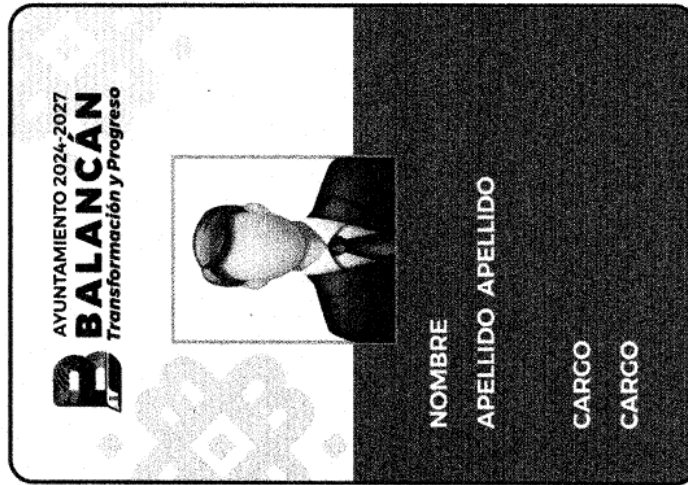 AYUNTAMIENTO 2024-2027
BALANCÁN
Transformación y Progreso
NOMBRE
APELLIDO APELLIDO
CARGO
CARGO